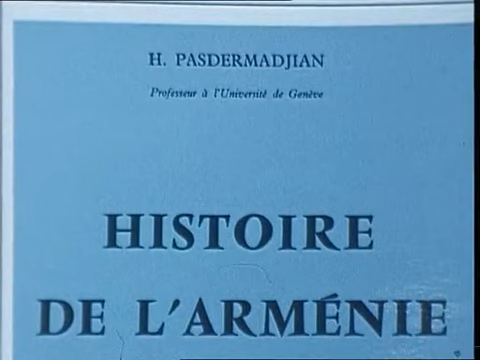 H. PASDERMADJIAN
Professeur à l'Université de Genève
HISTOIRE
DE L'ARMÉNIE